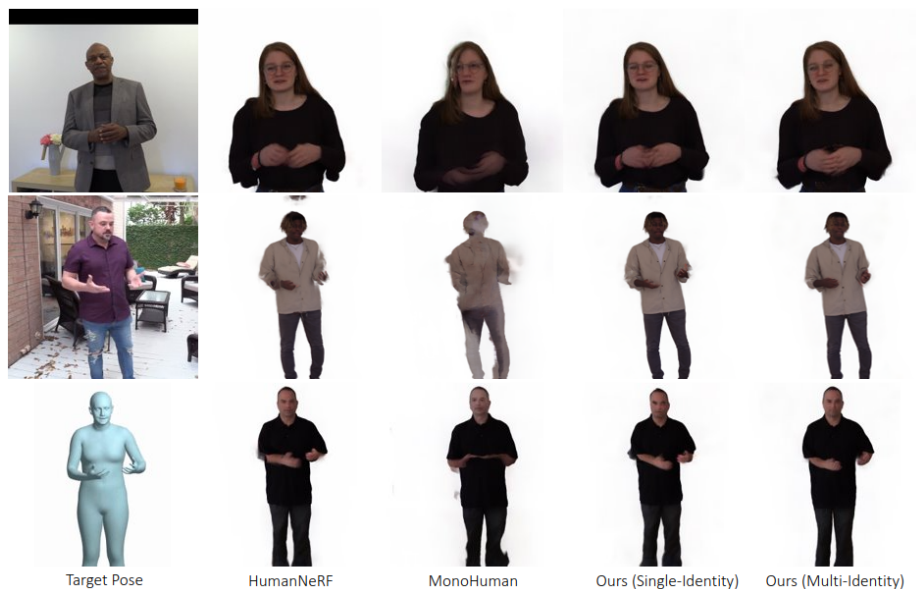 Target Pose
HumanNeRF
MonoHuman
Ours (Single-Identity)
Ours (Multi-Identity)